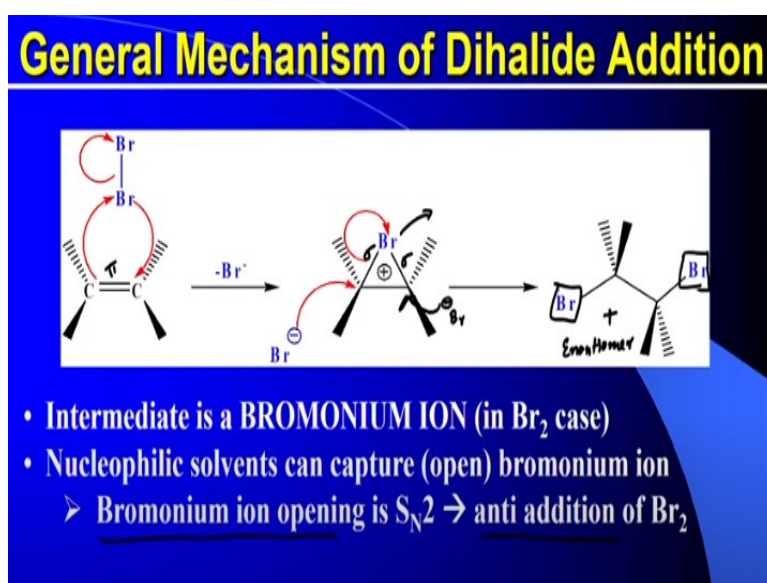 General Mechanism of Dihalide Addition
Br
Br
π
C C
-Br⁻
σ Br σ
⊕
Br ⊖
⊖ Br
Br
Br
+
Enantiomer
• Intermediate is a BROMONIUM ION (in Br₂ case)
• Nucleophilic solvents can capture (open) bromonium ion
➢ Bromonium ion opening is Sₙ2 → anti addition of Br₂